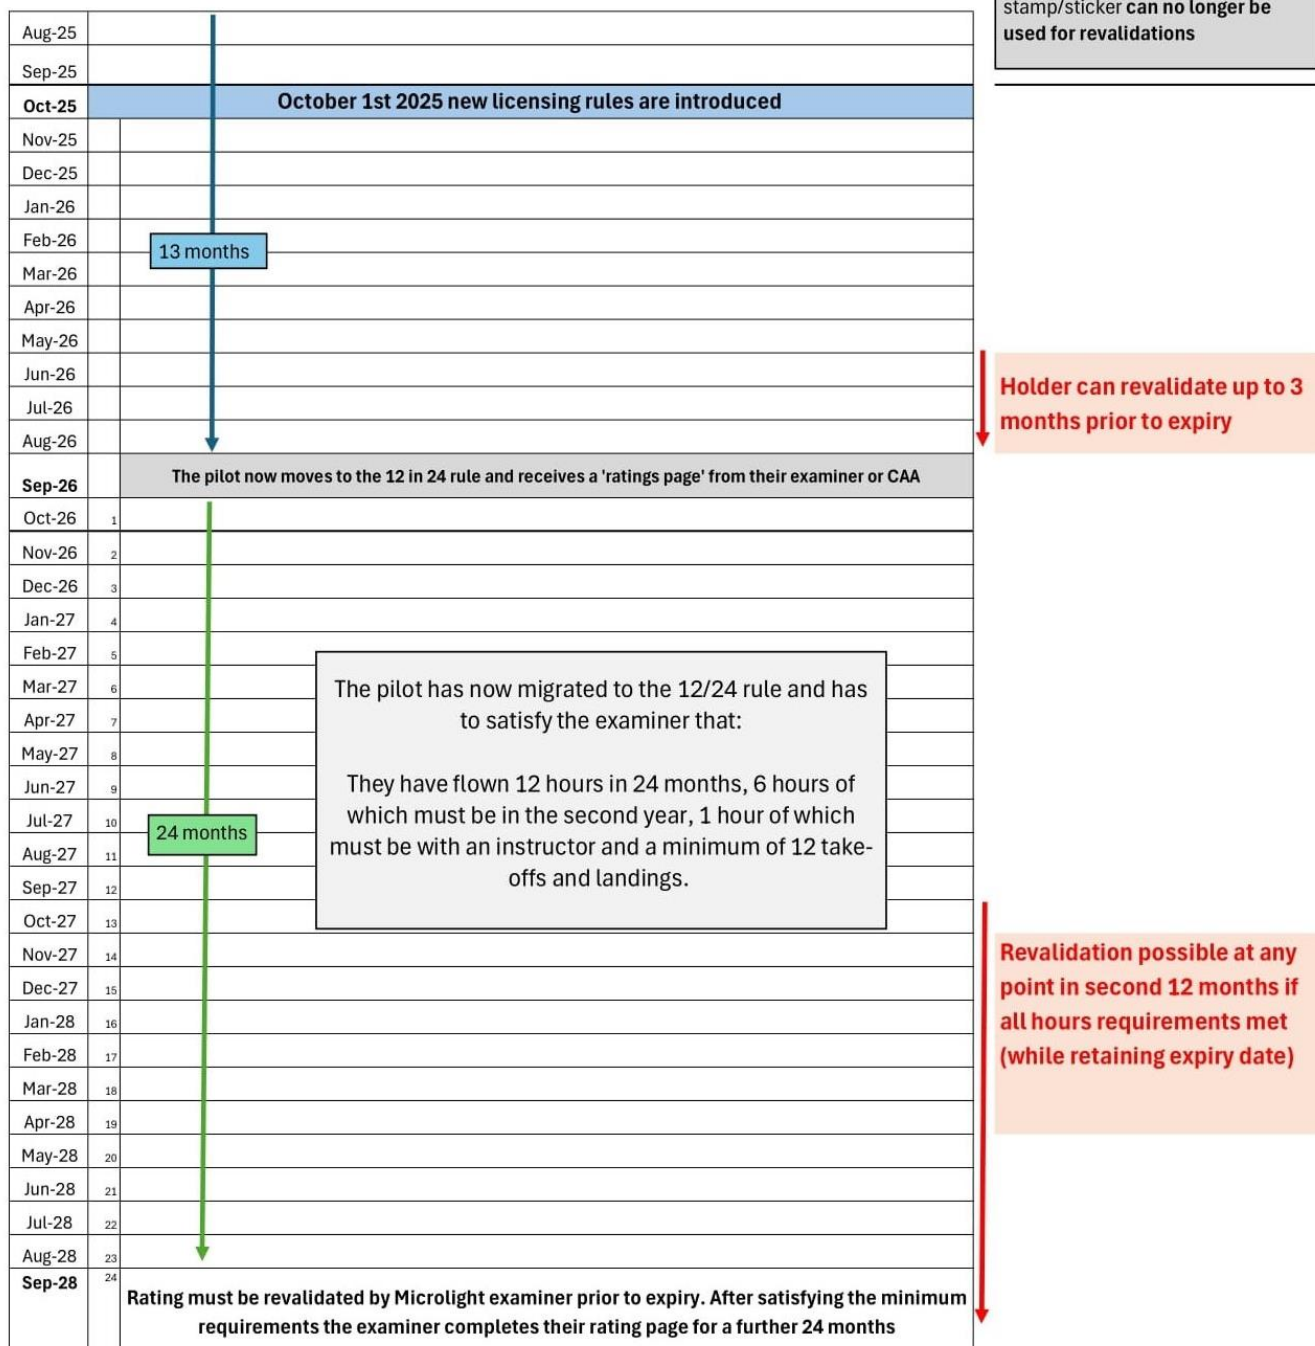 stamp/sticker can no longer be
used for revalidations
Aug-25
Sep-25
Oct-25 October 1st 2025 new licensing rules are introduced
Nov-25
Dec-25
Jan-26
Feb-26
13 months
Mar-26
Apr-26
May-26
Jun-26
Holder can revalidate up to 3
months prior to expiry
Jul-26
Aug-26
Sep-26 The pilot now moves to the 12 in 24 rule and receives a 'ratings page' from their examiner or CAA
Oct-26 1
Nov-26 2
Dec-26 3
Jan-27 4
Feb-27 5
Mar-27 6
Apr-27 7
May-27 8
Jun-27 9
Jul-27 10
24 months
Aug-27 11
Sep-27 12
The pilot has now migrated to the 12/24 rule and has
to satisfy the examiner that:
They have flown 12 hours in 24 months, 6 hours of
which must be in the second year, 1 hour of which
must be with an instructor and a minimum of 12 take-
offs and landings.
Oct-27 13
Nov-27 14
Dec-27 15
Jan-28 16
Feb-28 17
Mar-28 18
Apr-28 19
May-28 20
Jun-28 21
Jul-28 22
Aug-28 23
Revalidation possible at any
point in second 12 months if
all hours requirements met
(while retaining expiry date)
Sep-28 24
Rating must be revalidated by Microlight examiner prior to expiry. After satisfying the minimum
requirements the examiner completes their rating page for a further 24 months